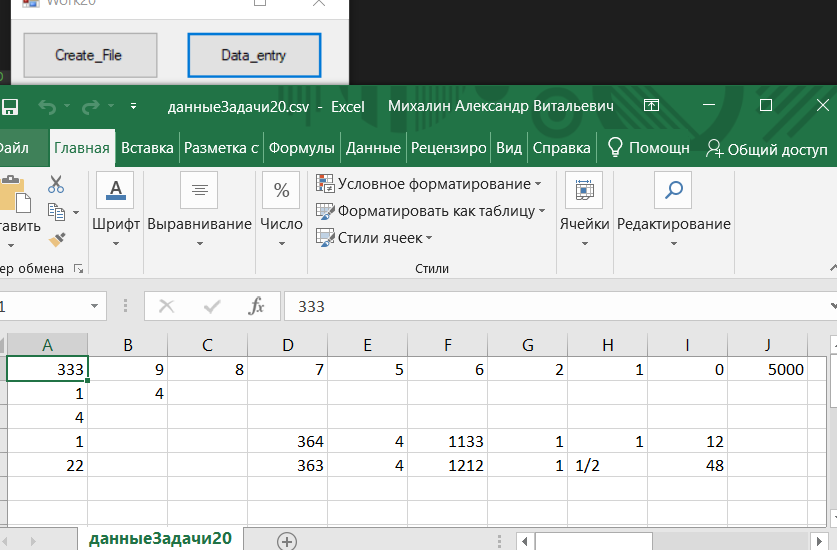 Work20
Create_File Data_entry
данныеЗадачи20.csv - Excel Михалин Александр Витальевич
Файл Главная Вставка Разметка с Формулы Данные Рецензиро Вид Справка Помощн Общий доступ
тавить Шрифт Выравнивание % Число Условное форматирование Ячейки Редактирование
Форматировать как таблицу
Стили ячеек
ер обмена Стили
1 fx 333
A B C D E F G H I J
333 9 8 7 5 6 2 1 0 5000
1 4
4
1 364 4 1133 1 1 12
22 363 4 1212 1 1/2 48
данныеЗадачи20